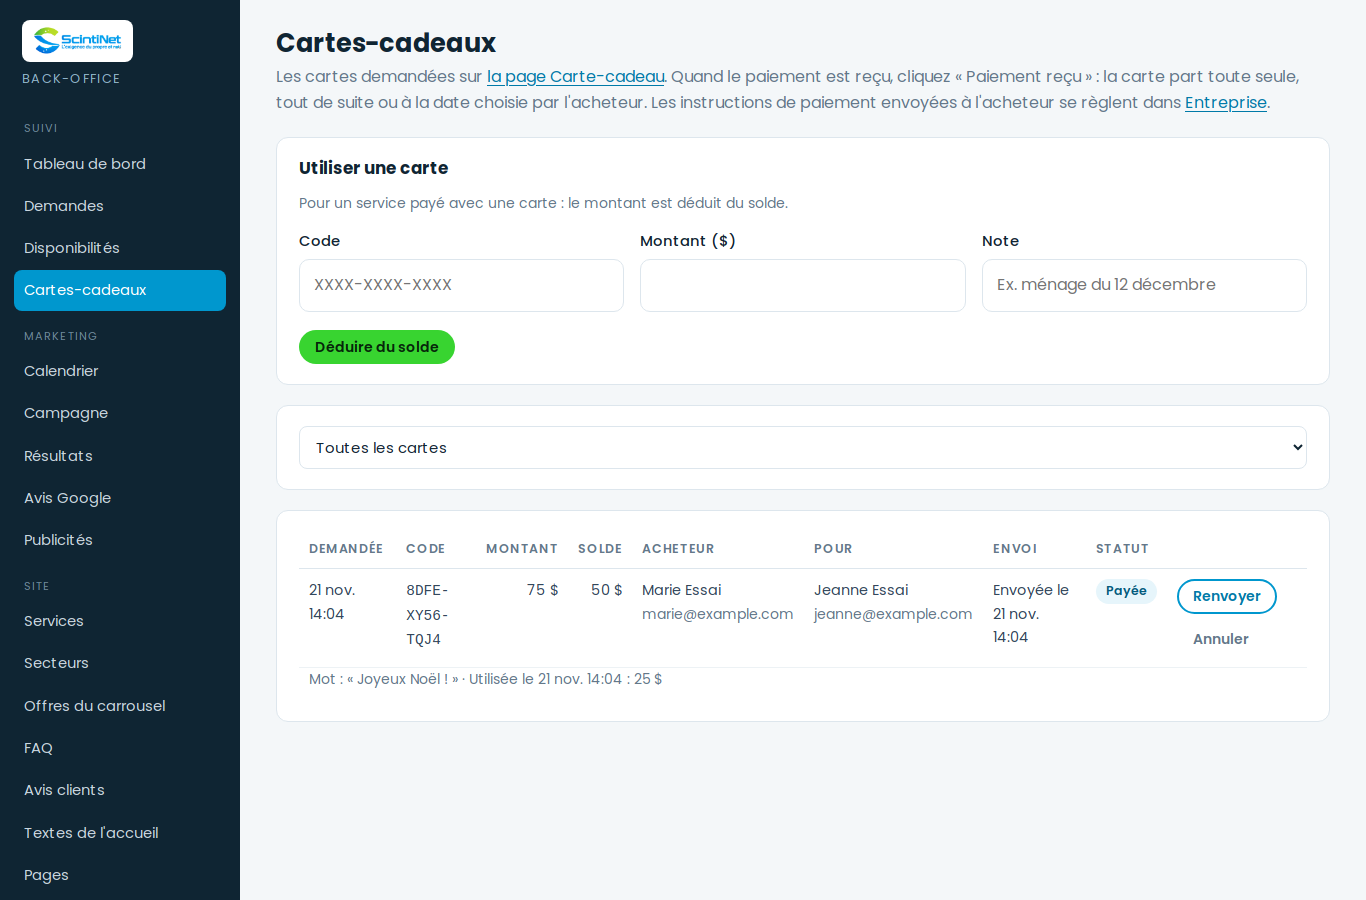 ScintiNet
L'exigence du propre et net
BACK-OFFICE
SUIVI
Tableau de bord
Demandes
Disponibilités
Cartes-cadeaux
MARKETING
Calendrier
Campagne
Résultats
Avis Google
Publicités
SITE
Services
Secteurs
Offres du carrousel
FAQ
Avis clients
Textes de l'accueil
Pages
Cartes-cadeaux
Les cartes demandées sur la page Carte-cadeau. Quand le paiement est reçu, cliquez « Paiement reçu » : la carte part toute seule,
tout de suite ou à la date choisie par l'acheteur. Les instructions de paiement envoyées à l'acheteur se règlent dans Entreprise.
Utiliser une carte
Pour un service payé avec une carte : le montant est déduit du solde.
Code Montant ($) Note
XXXX-XXXX-XXXX Ex. ménage du 12 décembre
Déduire du solde
Toutes les cartes
DEMANDÉE CODE MONTANT SOLDE ACHETEUR POUR ENVOI STATUT
21 nov. 8DFE- 75 $ 50 $ Marie Essai Jeanne Essai Envoyée le Payée Renvoyer
14:04 XY56- marie@example.com jeanne@example.com 21 nov.
TQJ4 14:04 Annuler
Mot : « Joyeux Noël ! » · Utilisée le 21 nov. 14:04 : 25 $